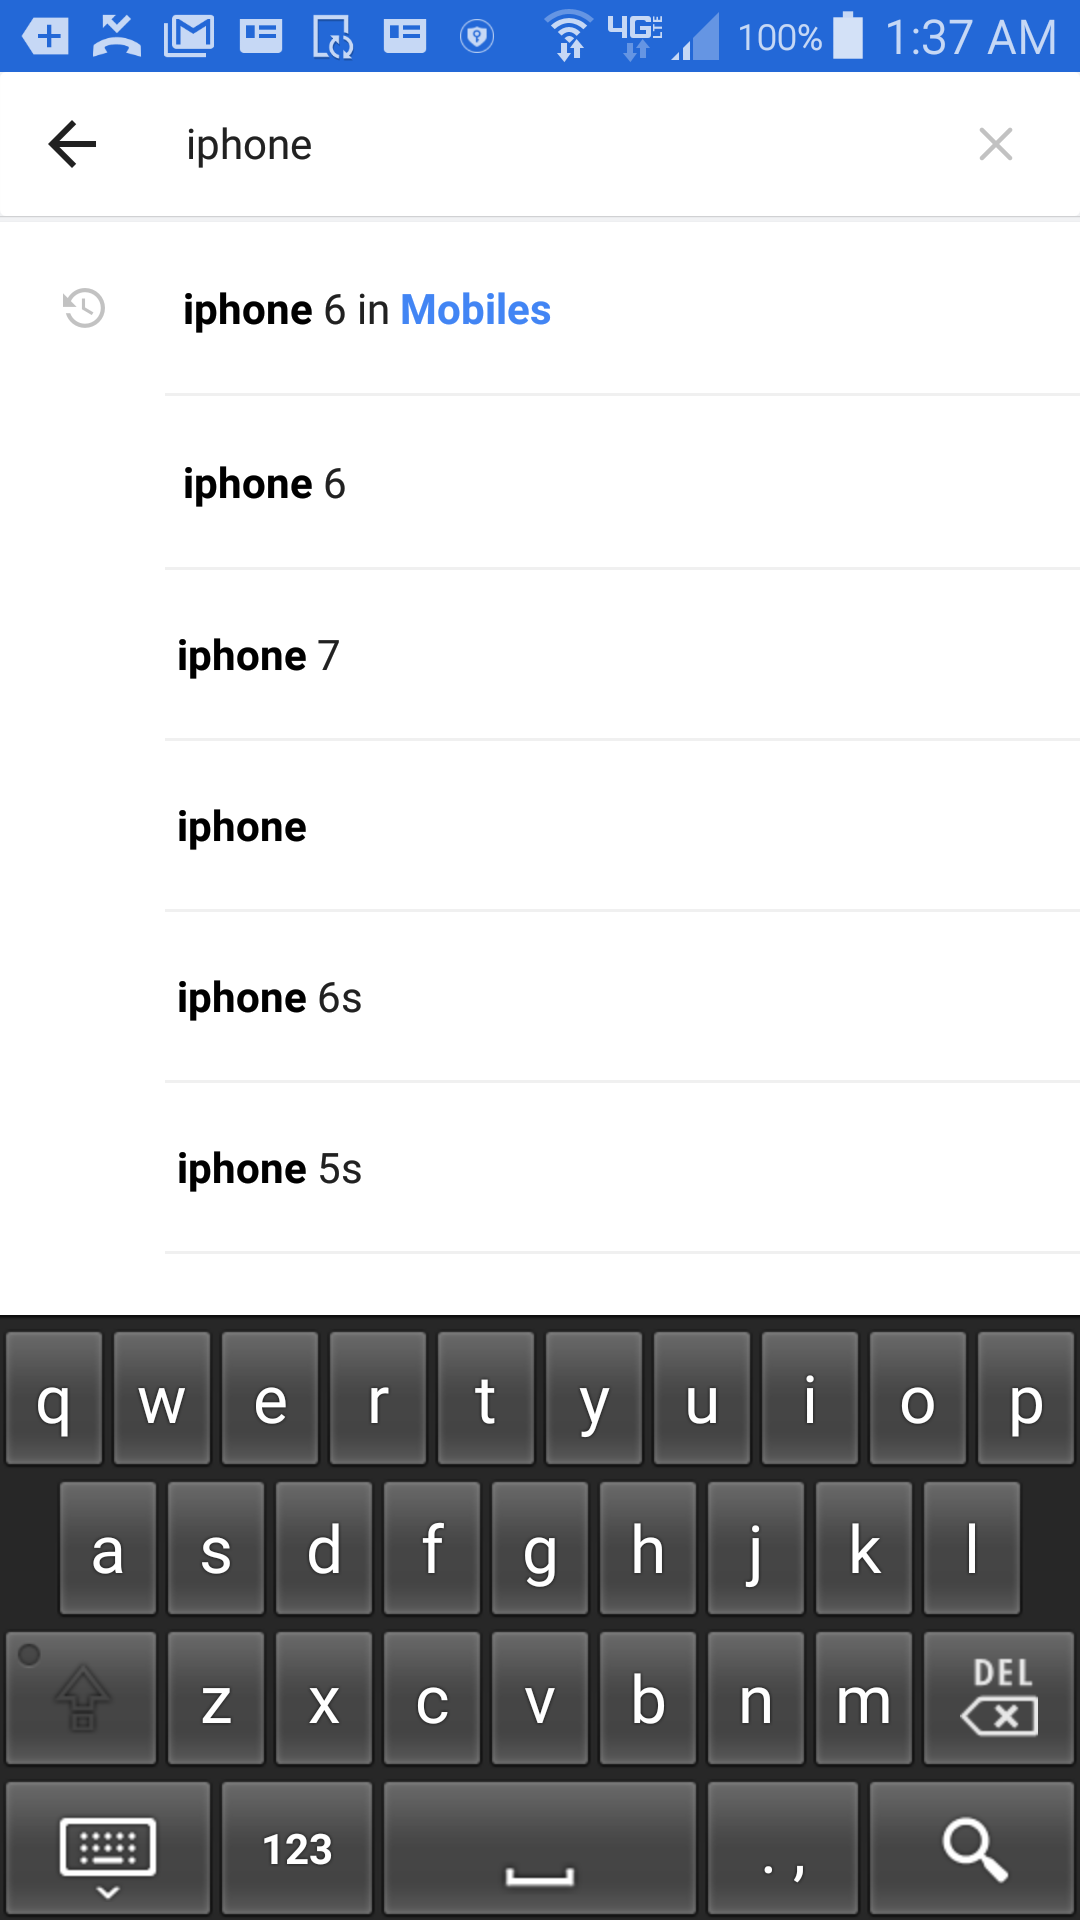 4G LTE 100% 1:37 AM
iphone
iphone 6 in Mobiles
iphone 6
iphone 7
iphone
iphone 6s
iphone 5s
q w e r t y u i o p
a s d f g h j k l
z x c v b n m DEL
123 . ,